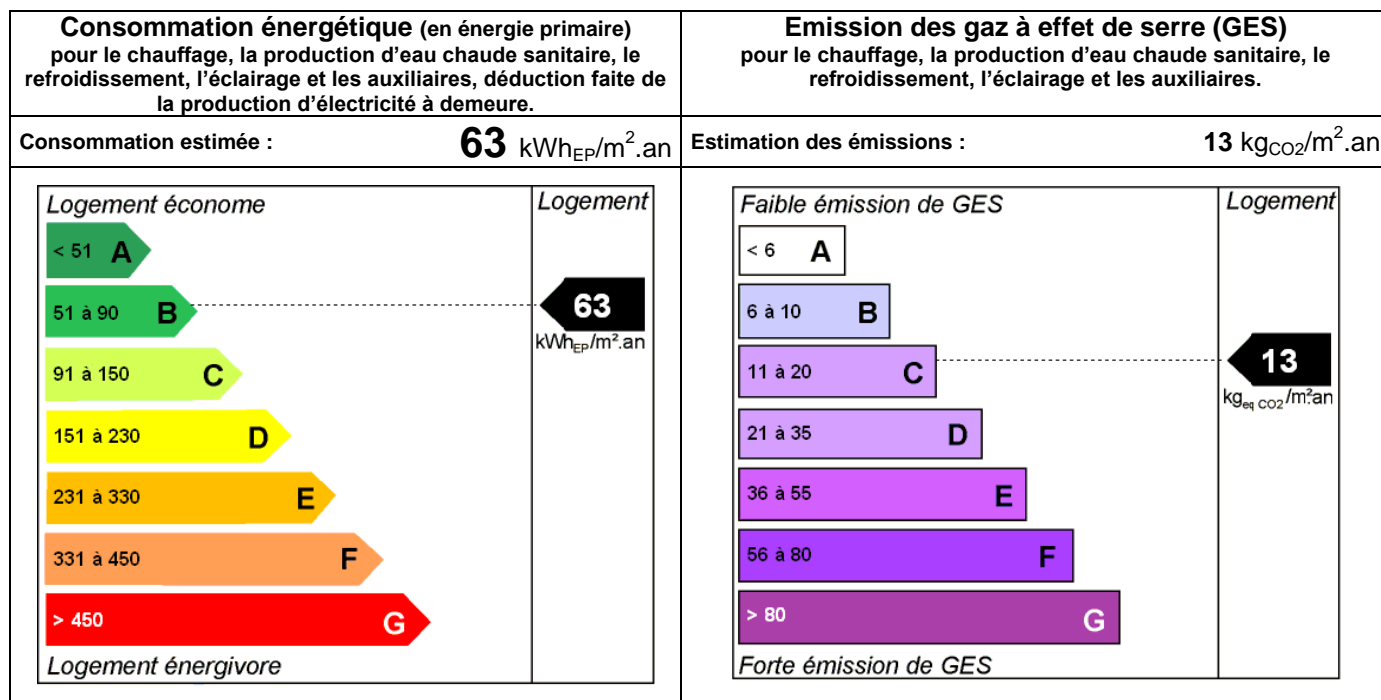 Consommation énergétique (en énergie primaire)
pour le chauffage, la production d'eau chaude sanitaire, le
refroidissement, l'éclairage et les auxiliaires, déduction faite de
la production d'électricité à demeure.
Emission des gaz à effet de serre (GES)
pour le chauffage, la production d'eau chaude sanitaire, le
refroidissement, l'éclairage et les auxiliaires.
Consommation estimée : 63 kWhEP/m².an
Estimation des émissions : 13 kgCO2/m².an
Logement économe
Logement
< 51 A
51 à 90 B
63
kWhEP/m².an
91 à 150 C
151 à 230 D
231 à 330 E
331 à 450 F
> 450 G
Logement énergivore
Faible émission de GES
Logement
< 6 A
6 à 10 B
11 à 20 C
13
kgeq CO2/m².an
21 à 35 D
36 à 55 E
56 à 80 F
> 80 G
Forte émission de GES